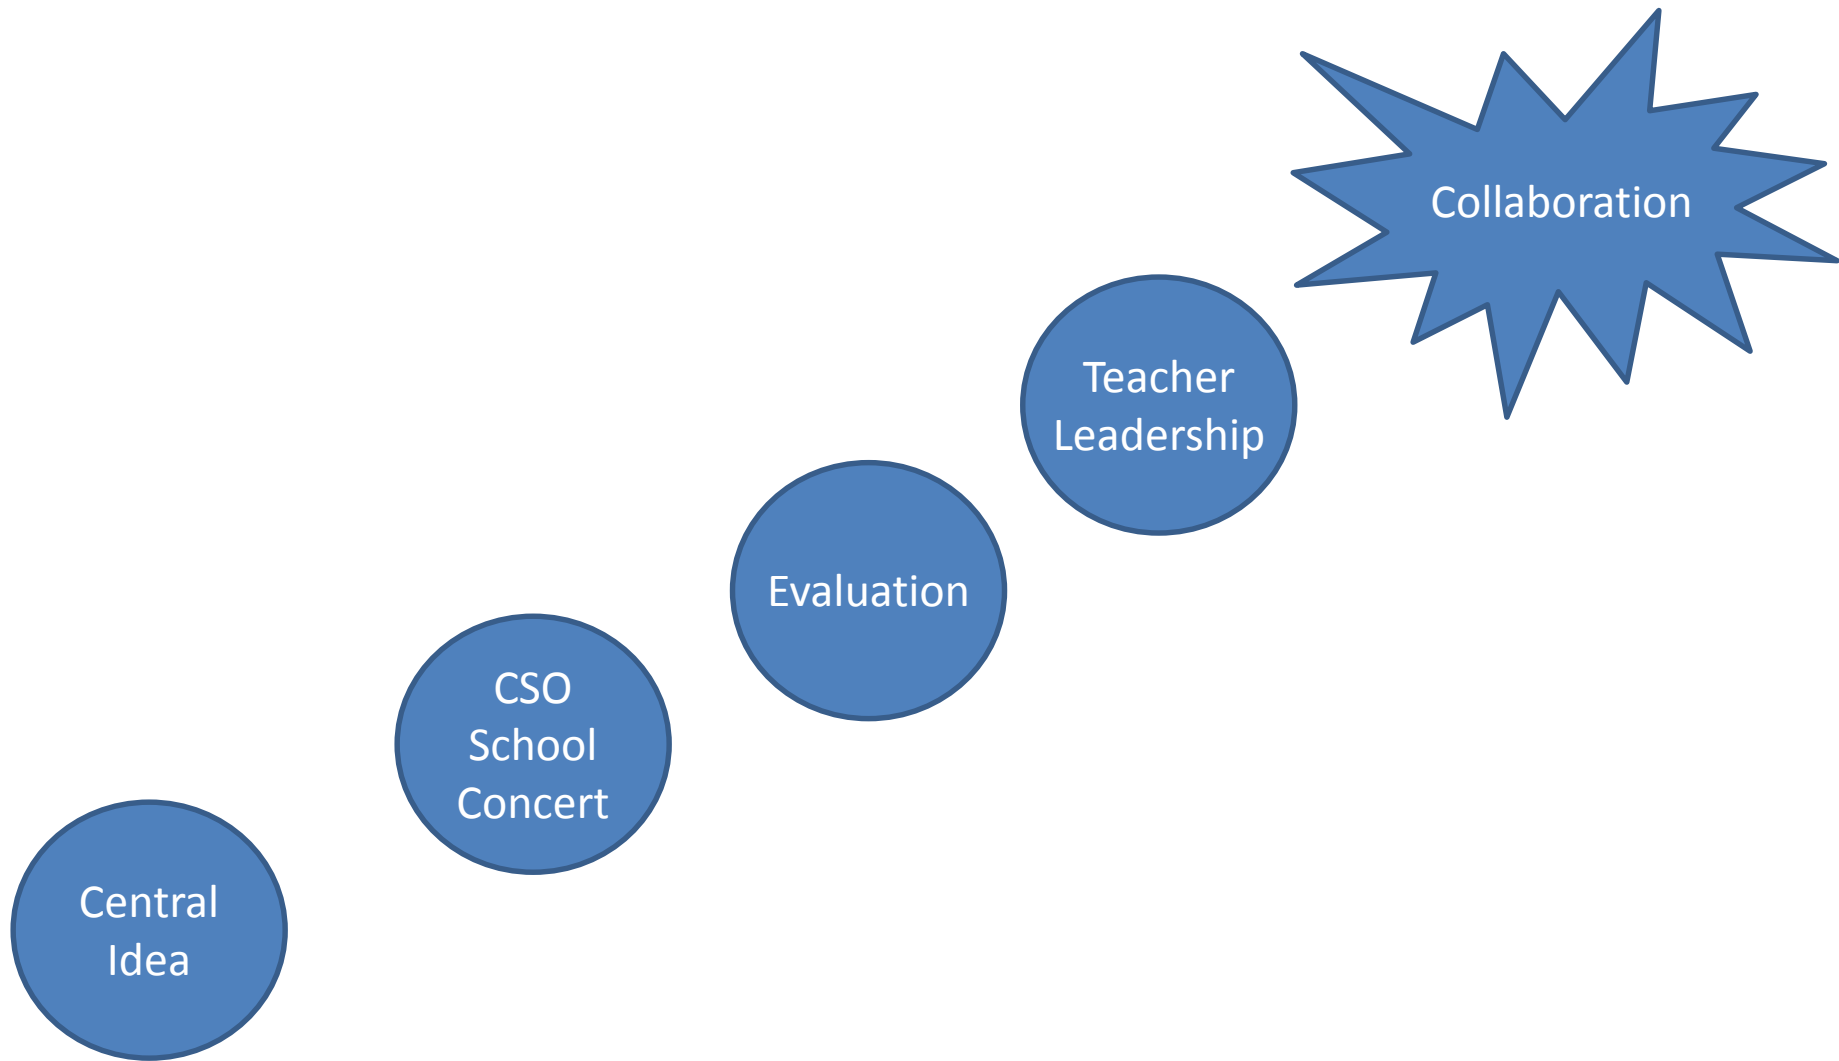 Collaboration
Teacher
Leadership
Evaluation
CSO
School
Concert
Central
Idea